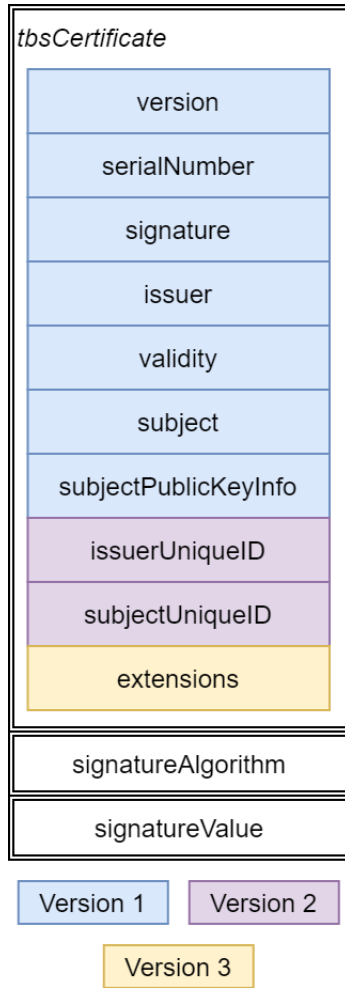 tbsCertificate
version
serialNumber
signature
issuer
validity
subject
subjectPublicKeyInfo
issuerUniqueID
subjectUniqueID
extensions
signatureAlgorithm
signatureValue
Version 1
Version 2
Version 3